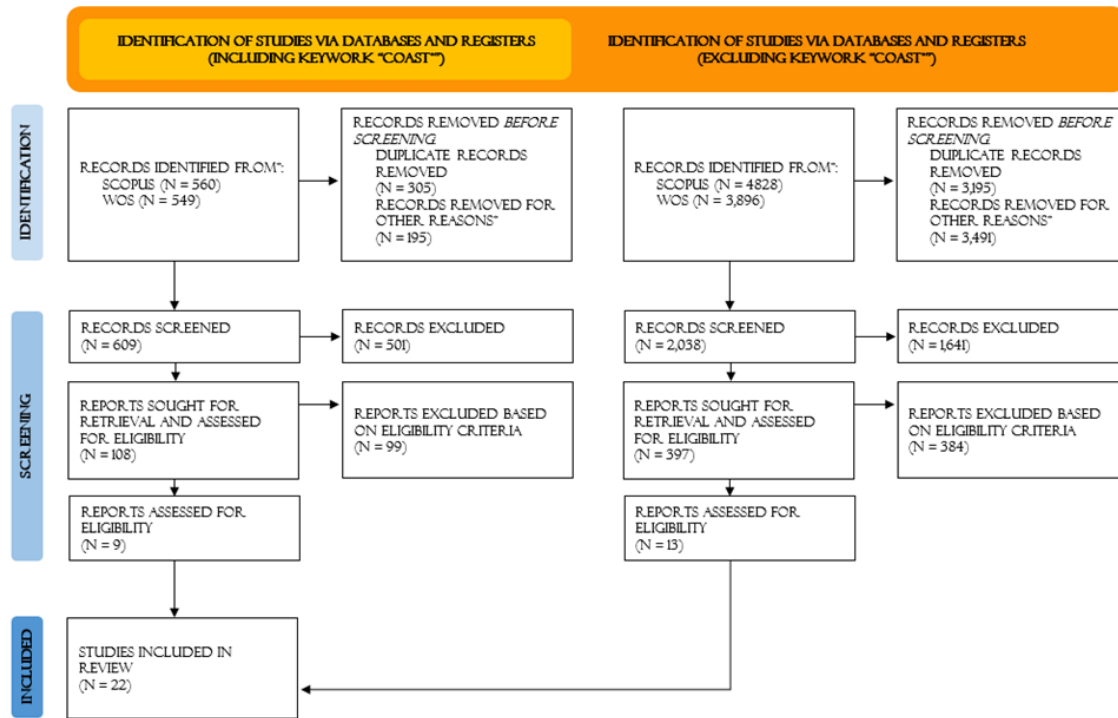 IDENTIFICATION OF STUDIES VIA DATABASES AND REGISTERS
(INCLUDING KEYWORK "COAST*")
IDENTIFICATION OF STUDIES VIA DATABASES AND REGISTERS
(EXCLUDING KEYWORK "COAST*")
IDENTIFICATION
RECORDS IDENTIFIED FROM*:
SCOPUS (N = 560)
WOS (N = 549)
RECORDS REMOVED BEFORE
SCREENING:
DUPLICATE RECORDS
REMOVED
(N = 305)
RECORDS REMOVED FOR
OTHER REASONS**
(N = 195)
RECORDS IDENTIFIED FROM*:
SCOPUS (N = 4828)
WOS (N = 3,896)
RECORDS REMOVED BEFORE
SCREENING:
DUPLICATE RECORDS
REMOVED
(N = 3,195)
RECORDS REMOVED FOR
OTHER REASONS**
(N = 3,491)
SCREENING
RECORDS SCREENED
(N = 609)
RECORDS EXCLUDED
(N = 501)
RECORDS SCREENED
(N = 2,038)
RECORDS EXCLUDED
(N = 1,641)
REPORTS SOUGHT FOR
RETRIEVAL AND ASSESSED
FOR ELIGIBILITY
(N = 108)
REPORTS EXCLUDED BASED
ON ELIGIBILITY CRITERIA
(N = 99)
REPORTS SOUGHT FOR
RETRIEVAL AND ASSESSED
FOR ELIGIBILITY
(N = 397)
REPORTS EXCLUDED BASED
ON ELIGIBILITY CRITERIA
(N = 384)
REPORTS ASSESSED FOR
ELIGIBILITY
(N = 9)
REPORTS ASSESSED FOR
ELIGIBILITY
(N = 13)
INCLUDED
STUDIES INCLUDED IN
REVIEW
(N = 22)